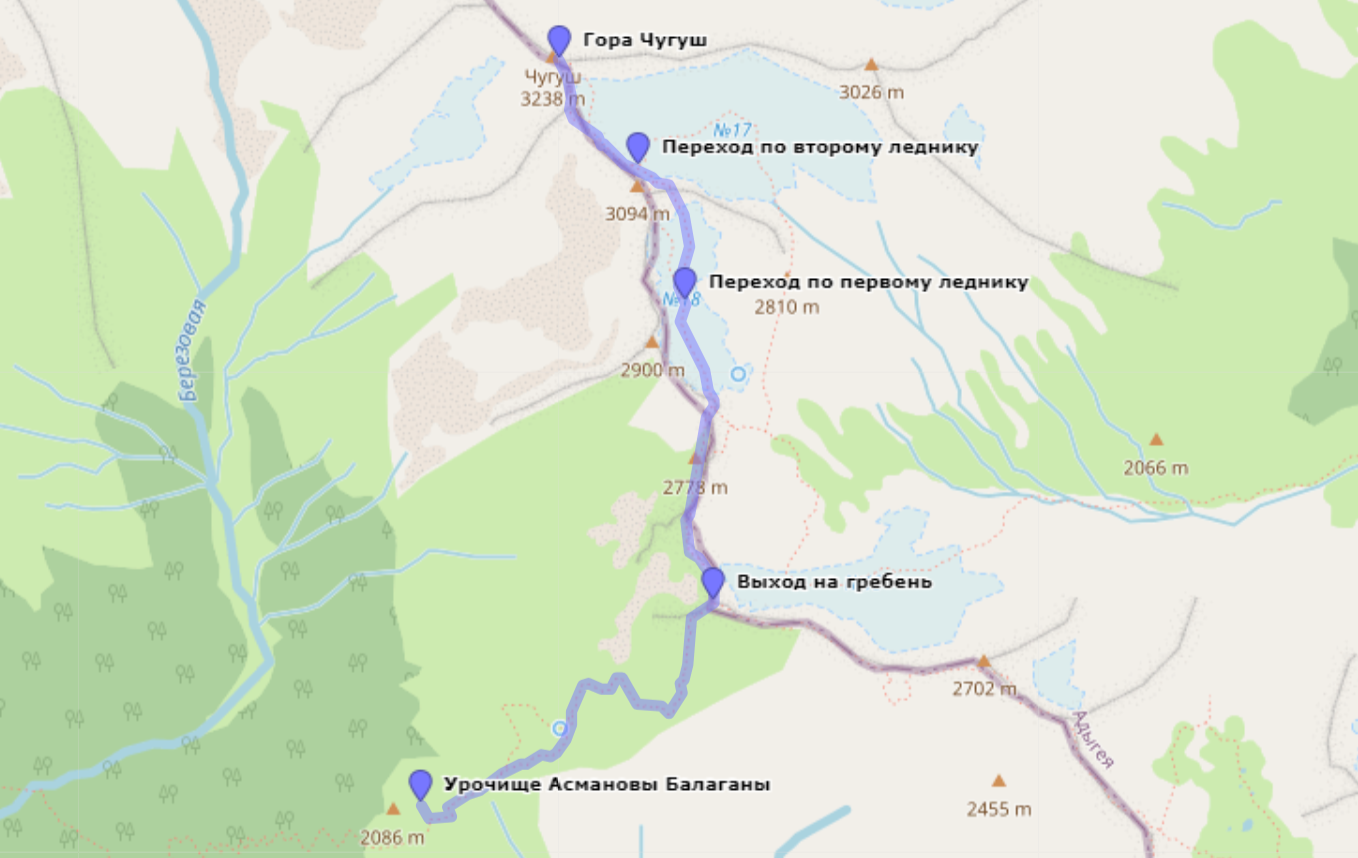 Гора Чугуш
Чугуш
3238 m
3026 m
№17
Переход по второму леднику
3094 m
Переход по первому леднику
№18
2810 m
Березовая
2900 m
2066 m
2778 m
Выход на гребень
2702 m
Адыгея
Урочище Асмановы Балаганы
2086 m
2455 m